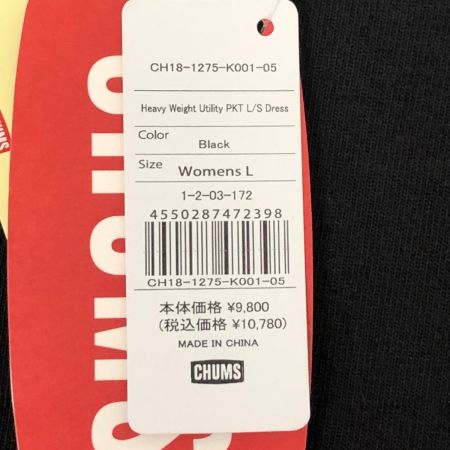 CH18-1275-K001-05
Heavy Weight Utility PKT L/S Dress
Color
Black
Size
Womens L
1-2-03-172
4550287472398
CH18-1275-K001-05
本体価格 ¥9,800
(税込価格 ¥10,780)
MADE IN CHINA
CHUMS
CHUMS
CHUMS